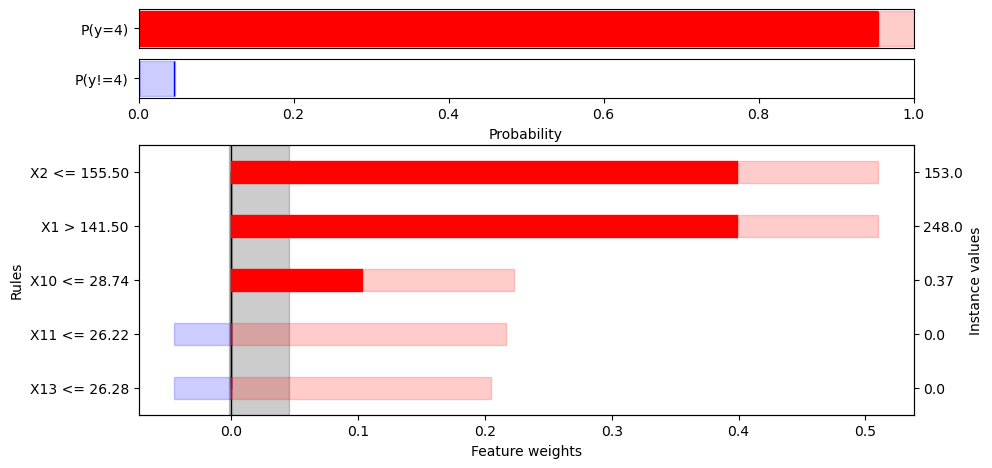 P(y=4)
P(y!=4)
0.0 0.2 0.4 0.6 0.8 1.0
Probability
X2 <= 155.50 153.0
X1 > 141.50 248.0
X10 <= 28.74 0.37
X11 <= 26.22 0.0
X13 <= 26.28 0.0
Rules
Instance values
0.0 0.1 0.2 0.3 0.4 0.5
Feature weights